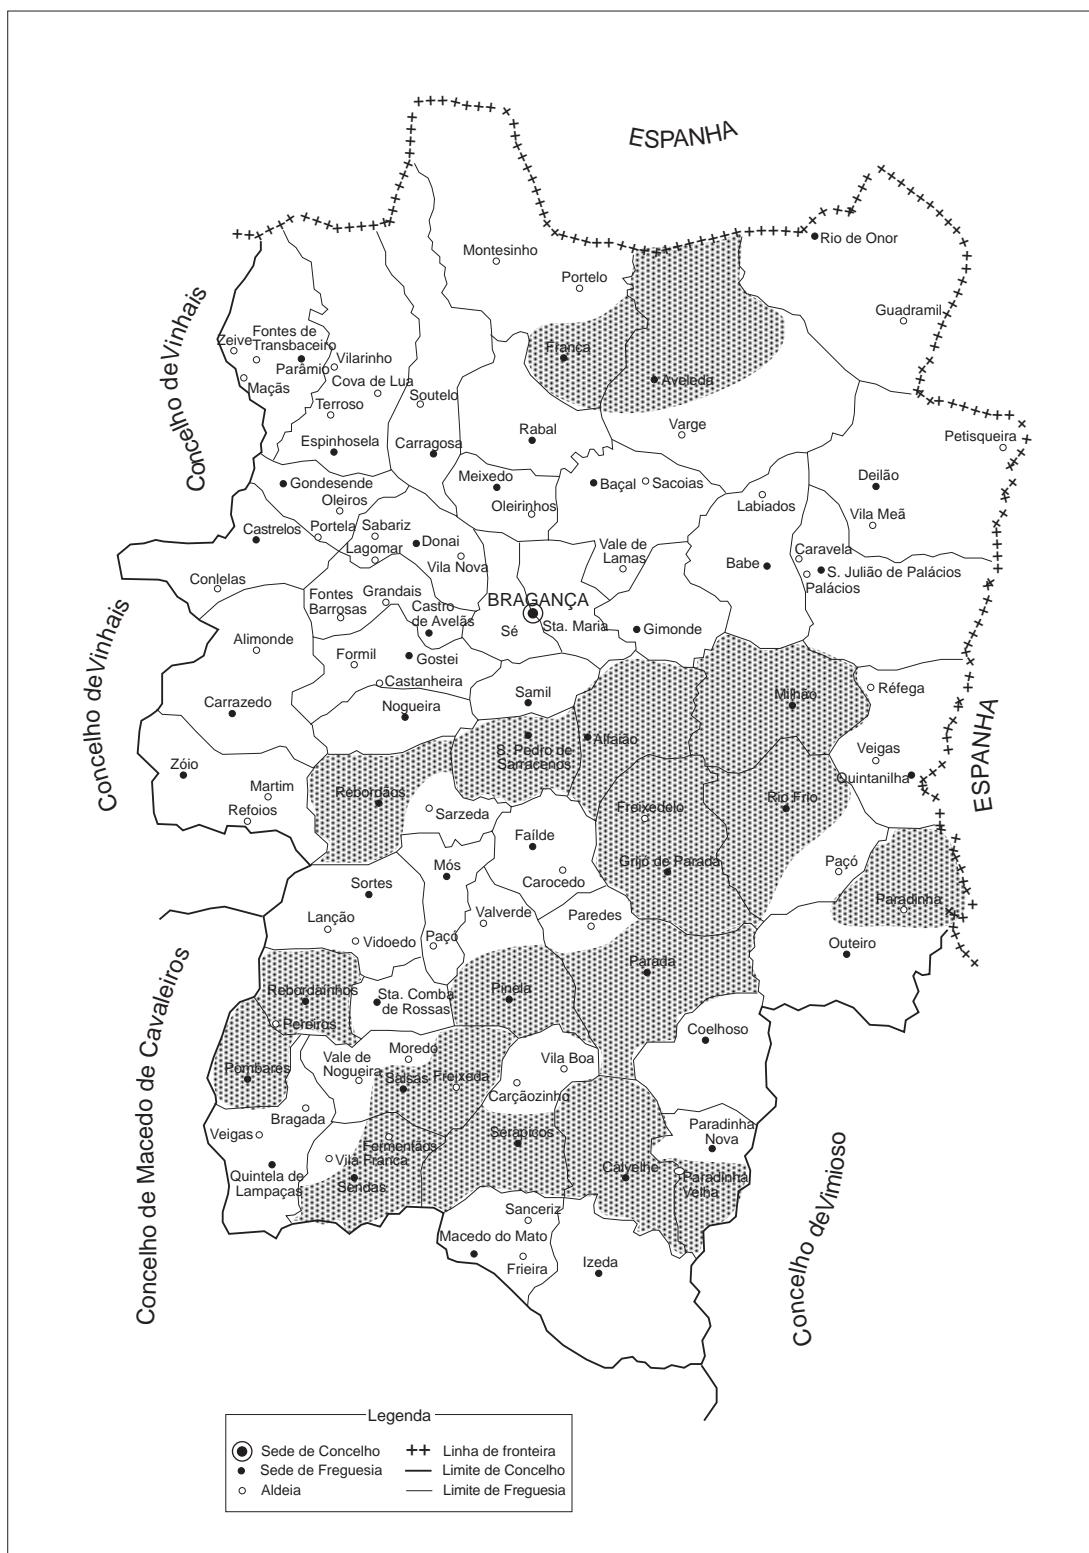 ESPANHA
Rio de Onor
Montesinho
Portelo
Guadramil
Concelho de Vinhais
Zeive
Fontes de
Transbaceiro
Parâmio
Vilarinho
Maçãs
Cova de Lua
Soutelo
Terroso
Espinhosela
Carragosa
França
Aveleda
Rabal
Varge
Petisqueira
Gondesende
Oleiros
Meixedo
Oleirinhos
Baçal
Sacoias
Labiados
Deilão
Vila Meã
Castrelos
Portela
Sabariz
Lagomar
Donai
Vila Nova
Vale de
Lamas
Babe
Caravela
S. Julião de Palácios
Palácios
Conlelas
Fontes
Barrosas
Grandais
Castro
de Avelãs
BRAGANÇA
Sé
Sta. Maria
Gimonde
Concelho de Vinhais
Alimonde
Formil
Gostei
Castanheira
Carrazedo
Nogueira
Samil
Milhão
Réfega
S. Pedro de
Sarracenos
Alfaião
Veigas
Quintanilha
ESPANHA
Zóio
Martim
Refoios
Rebordãos
Sarzeda
Freixedelo
Rio Frio
Faílde
Carocedo
Grijó de Parada
Paçó
Paradinha
Mós
Sortes
Lanção
Vidoedo
Paçó
Valverde
Paredes
Outeiro
Parada
Rebordaínhos
Pereiros
Sta. Comba
de Rossas
Pinela
Concelho de Macedo de Cavaleiros
Pombares
Vale de
Nogueira
Moredo
Salsas
Freixeda
Vila Boa
Carçãozinho
Coelhoso
Bragada
Veigas
Fermentãos
Vila Franca
Serapicos
Paradinha
Nova
Quintela de
Lampaças
Sendas
Calvelhe
Paradinha
Velha
Concelho de Vimioso
Sanceriz
Macedo do Mato
Frieira
Izeda
Legenda
Sede de Concelho
Linha de fronteira
Sede de Freguesia
Limite de Concelho
Aldeia
Limite de Freguesia